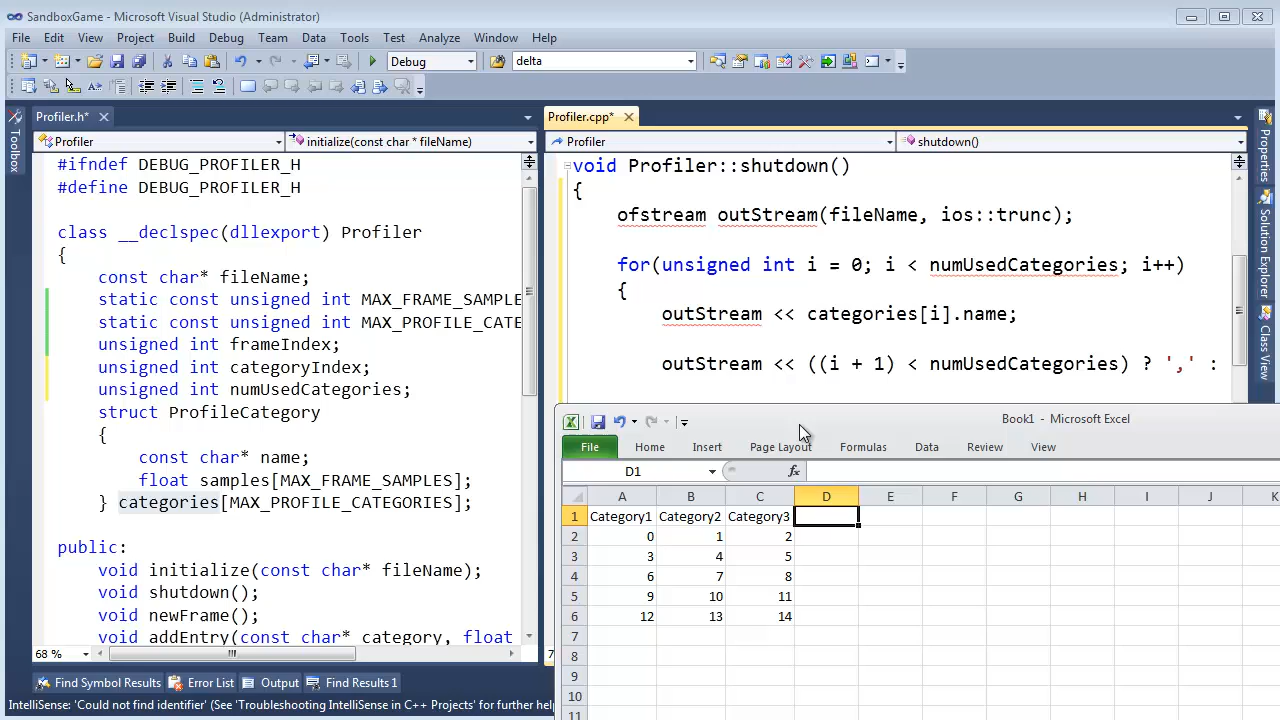 SandboxGame - Microsoft Visual Studio (Administrator)
File Edit View Project Build Debug Team Data Tools Test Analyze Window Help
Debug delta
Profiler.h*
Profiler.cpp*
Toolbox
Properties
Solution Explorer
Class View
Profiler initialize(const char * fileName)
Profiler shutdown()
#ifndef DEBUG_PROFILER_H
#define DEBUG_PROFILER_H
class __declspec(dllexport) Profiler
{
const char* fileName;
static const unsigned int MAX_FRAME_SAMPLE
static const unsigned int MAX_PROFILE_CATE
unsigned int frameIndex;
unsigned int categoryIndex;
unsigned int numUsedCategories;
struct ProfileCategory
{
const char* name;
float samples[MAX_FRAME_SAMPLES];
} categories[MAX_PROFILE_CATEGORIES];
public:
void initialize(const char* fileName);
void shutdown();
void newFrame();
void addEntry(const char* category, float
68 %
void Profiler::shutdown()
{
ofstream outStream(fileName, ios::trunc);
for(unsigned int i = 0; i < numUsedCategories; i++)
{
outStream << categories[i].name;
outStream << ((i + 1) < numUsedCategories) ? ',' :
Book1 - Microsoft Excel
File Home Insert Page Layout Formulas Data Review View
D1 fx
A B C D E F G H I J K
1 Category1 Category2 Category3
2 0 1 2
3 3 4 5
4 6 7 8
5 9 10 11
6 12 13 14
7
8
9
10
11
Find Symbol Results Error List Output Find Results 1
IntelliSense: 'Could not find identifier' (See 'Troubleshooting IntelliSense in C++ Projects' for further help